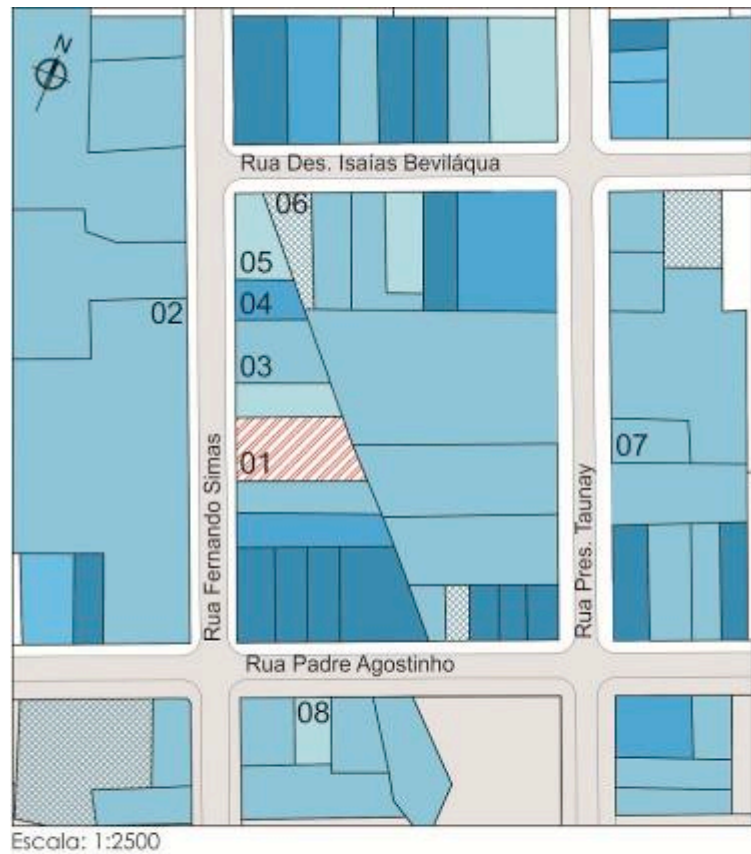 N
Rua Des. Isaías Beviláqua
06
05
04
02
03
07
01
Rua Fernando Simas
Rua Pres. Taunay
Rua Padre Agostinho
08
Escala: 1:2500